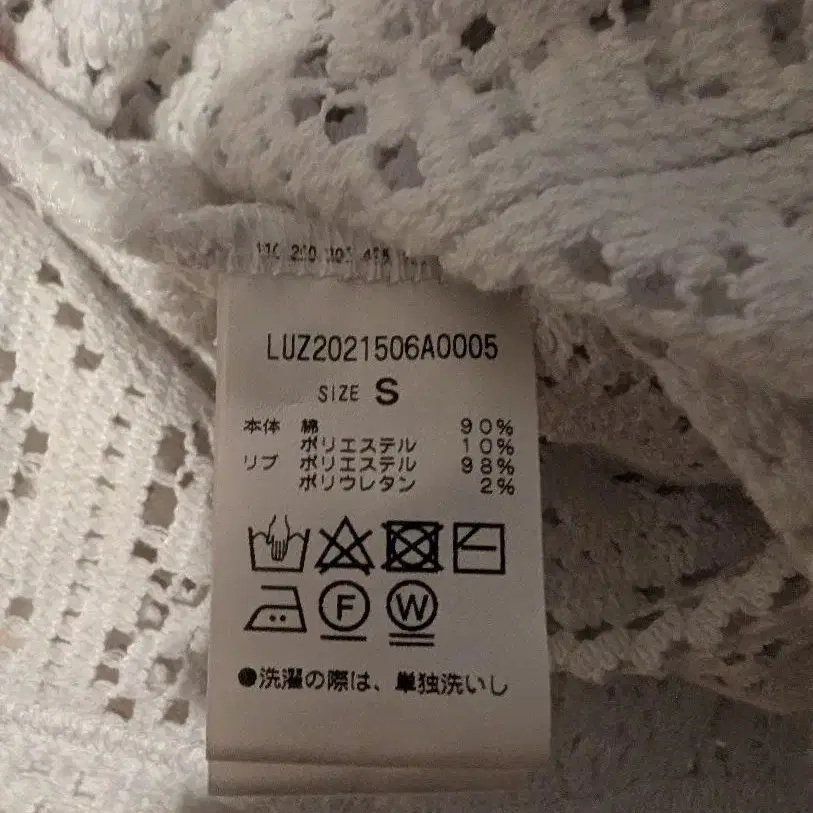 LUZ2021506A0005
SIZE S
本体 綿 90%
ポリエステル 10%
リブ ポリエステル 98%
ポリウレタン 2%
F W
●洗濯の際は、単独洗いし